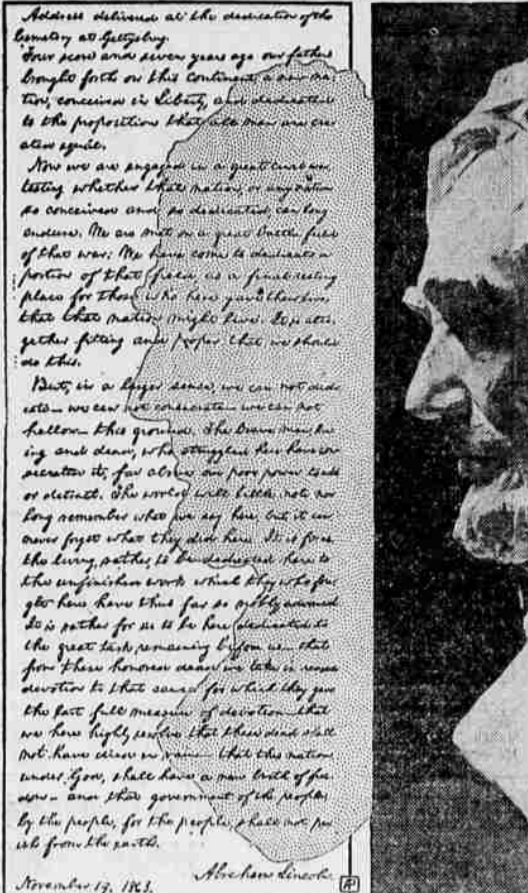 Address delivered at the dedication of the
Cemetery at Gettysburg.
Four score and seven years ago our fathers
brought forth on this continent, a new na-
tion, conceived in Liberty, and dedicated
to the proposition that all men are cre-
ated equal.
Now we are engaged in a great civil war,
testing whether that nation, or any nation
so conceived and so dedicated, can long
endure. We are met on a great battle field
of that war. We have come to dedicate a
portion of that field, as a final resting
place for those who here gave their lives
that that nation might live. It is alto-
gether fitting and proper that we should
do this.
But, in a larger sense, we can not dedi-
cate— we can not consecrate— we can not
hallow— this ground. The brave men, liv-
ing and dead, who struggled here have con-
secrated it, far above our poor power to add
or detract. The world will little note, nor
long remember what we say here, but it can
never forget what they did here. It is for us
the living, rather, to be dedicated here to
the unfinished work which they who fou-
ght here have thus far so nobly advanced
It is rather for us to be here dedicated to
the great task remaining before us— that
from these honored dead we take increased
devotion to that cause for which they gave
the last full measure of devotion— that
we here highly resolve that these dead shall
not have died in vain— that this nation,
under God, shall have a new birth of free-
dom— and that government of the people,
by the people, for the people, shall not per-
ish from the earth.
Abraham Lincoln
November 19, 1863.